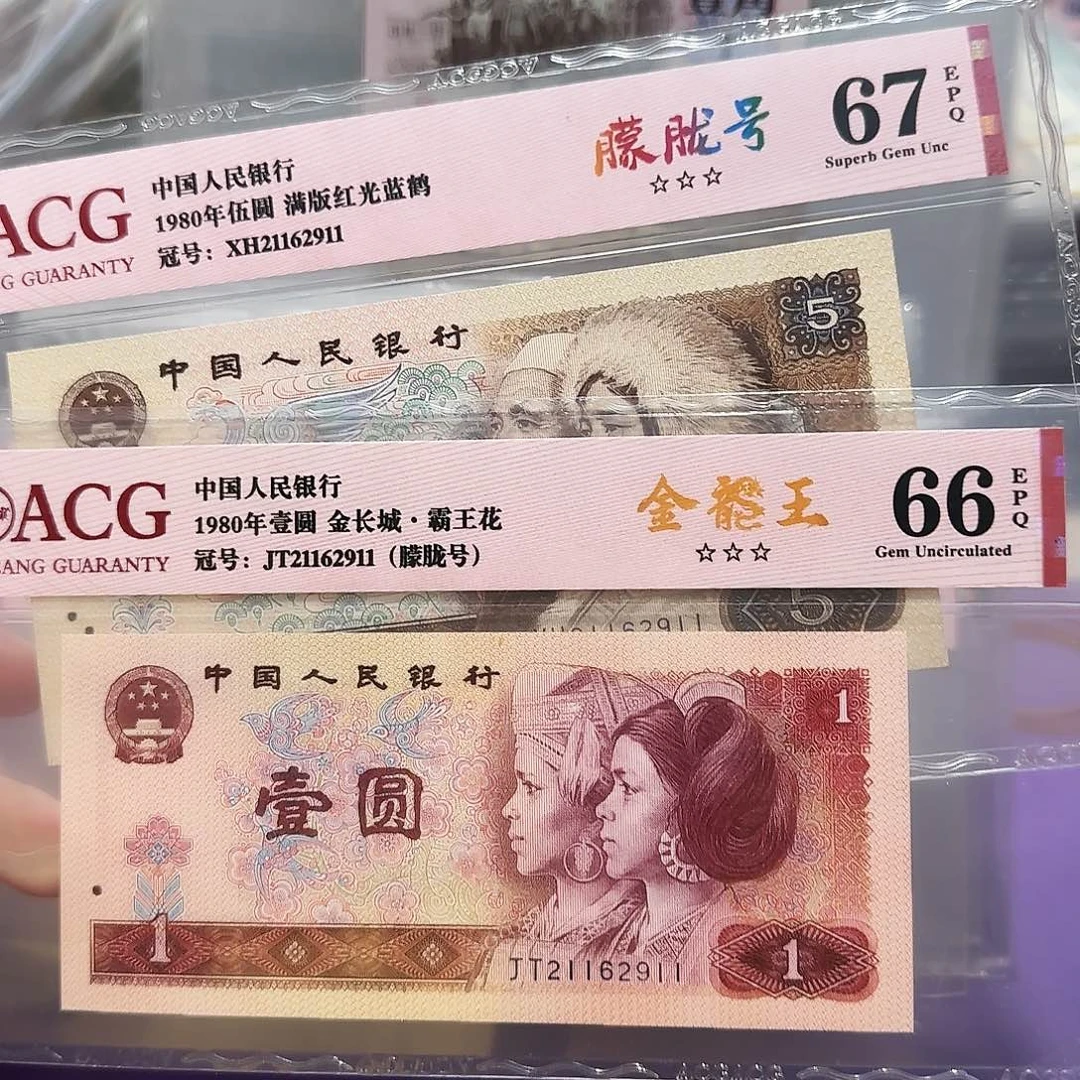 ACG
G GUARANTY
中国人民银行
1980年伍圆 满版红光蓝鹤
冠号：XH21162911
朦胧号
☆☆☆
67
EPQ
Superb Gem Unc
中国人民银行
5
ACG
ANG GUARANTY
中国人民银行
1980年壹圆 金长城·霸王花
冠号：JT21162911（朦胧号）
金龍王
☆☆☆
66
EPQ
Gem Uncirculated
5
中国人民银行
1
壹圆
1
JT21162911
1